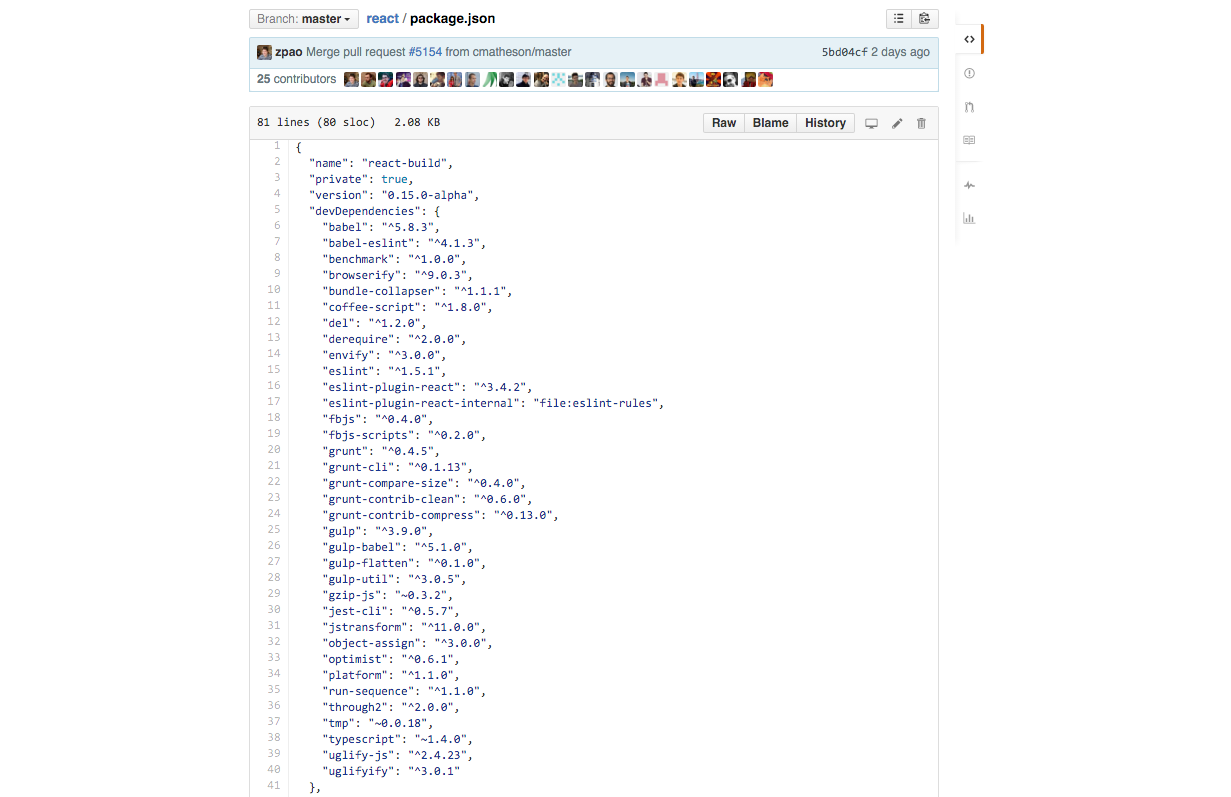 Branch: master
react / package.json
zpao Merge pull request #5154 from cmatheson/master 5bd04cf 2 days ago
25 contributors
81 lines (80 sloc) 2.08 KB Raw Blame History
1 {
2 "name": "react-build",
3 "private": true,
4 "version": "0.15.0-alpha",
5 "devDependencies": {
6 "babel": "^5.8.3",
7 "babel-eslint": "^4.1.3",
8 "benchmark": "^1.0.0",
9 "browserify": "^9.0.3",
10 "bundle-collapser": "^1.1.1",
11 "coffee-script": "^1.8.0",
12 "del": "^1.2.0",
13 "derequire": "^2.0.0",
14 "envify": "^3.0.0",
15 "eslint": "^1.5.1",
16 "eslint-plugin-react": "^3.4.2",
17 "eslint-plugin-react-internal": "file:eslint-rules",
18 "fbjs": "^0.4.0",
19 "fbjs-scripts": "^0.2.0",
20 "grunt": "^0.4.5",
21 "grunt-cli": "^0.1.13",
22 "grunt-compare-size": "^0.4.0",
23 "grunt-contrib-clean": "^0.6.0",
24 "grunt-contrib-compress": "^0.13.0",
25 "gulp": "^3.9.0",
26 "gulp-babel": "^5.1.0",
27 "gulp-flatten": "^0.1.0",
28 "gulp-util": "^3.0.5",
29 "gzip-js": "~0.3.2",
30 "jest-cli": "^0.5.7",
31 "jstransform": "^11.0.0",
32 "object-assign": "^3.0.0",
33 "optimist": "^0.6.1",
34 "platform": "^1.1.0",
35 "run-sequence": "^1.1.0",
36 "through2": "^2.0.0",
37 "tmp": "~0.0.18",
38 "typescript": "~1.4.0",
39 "uglify-js": "^2.4.23",
40 "uglifyify": "^3.0.1"
41 },